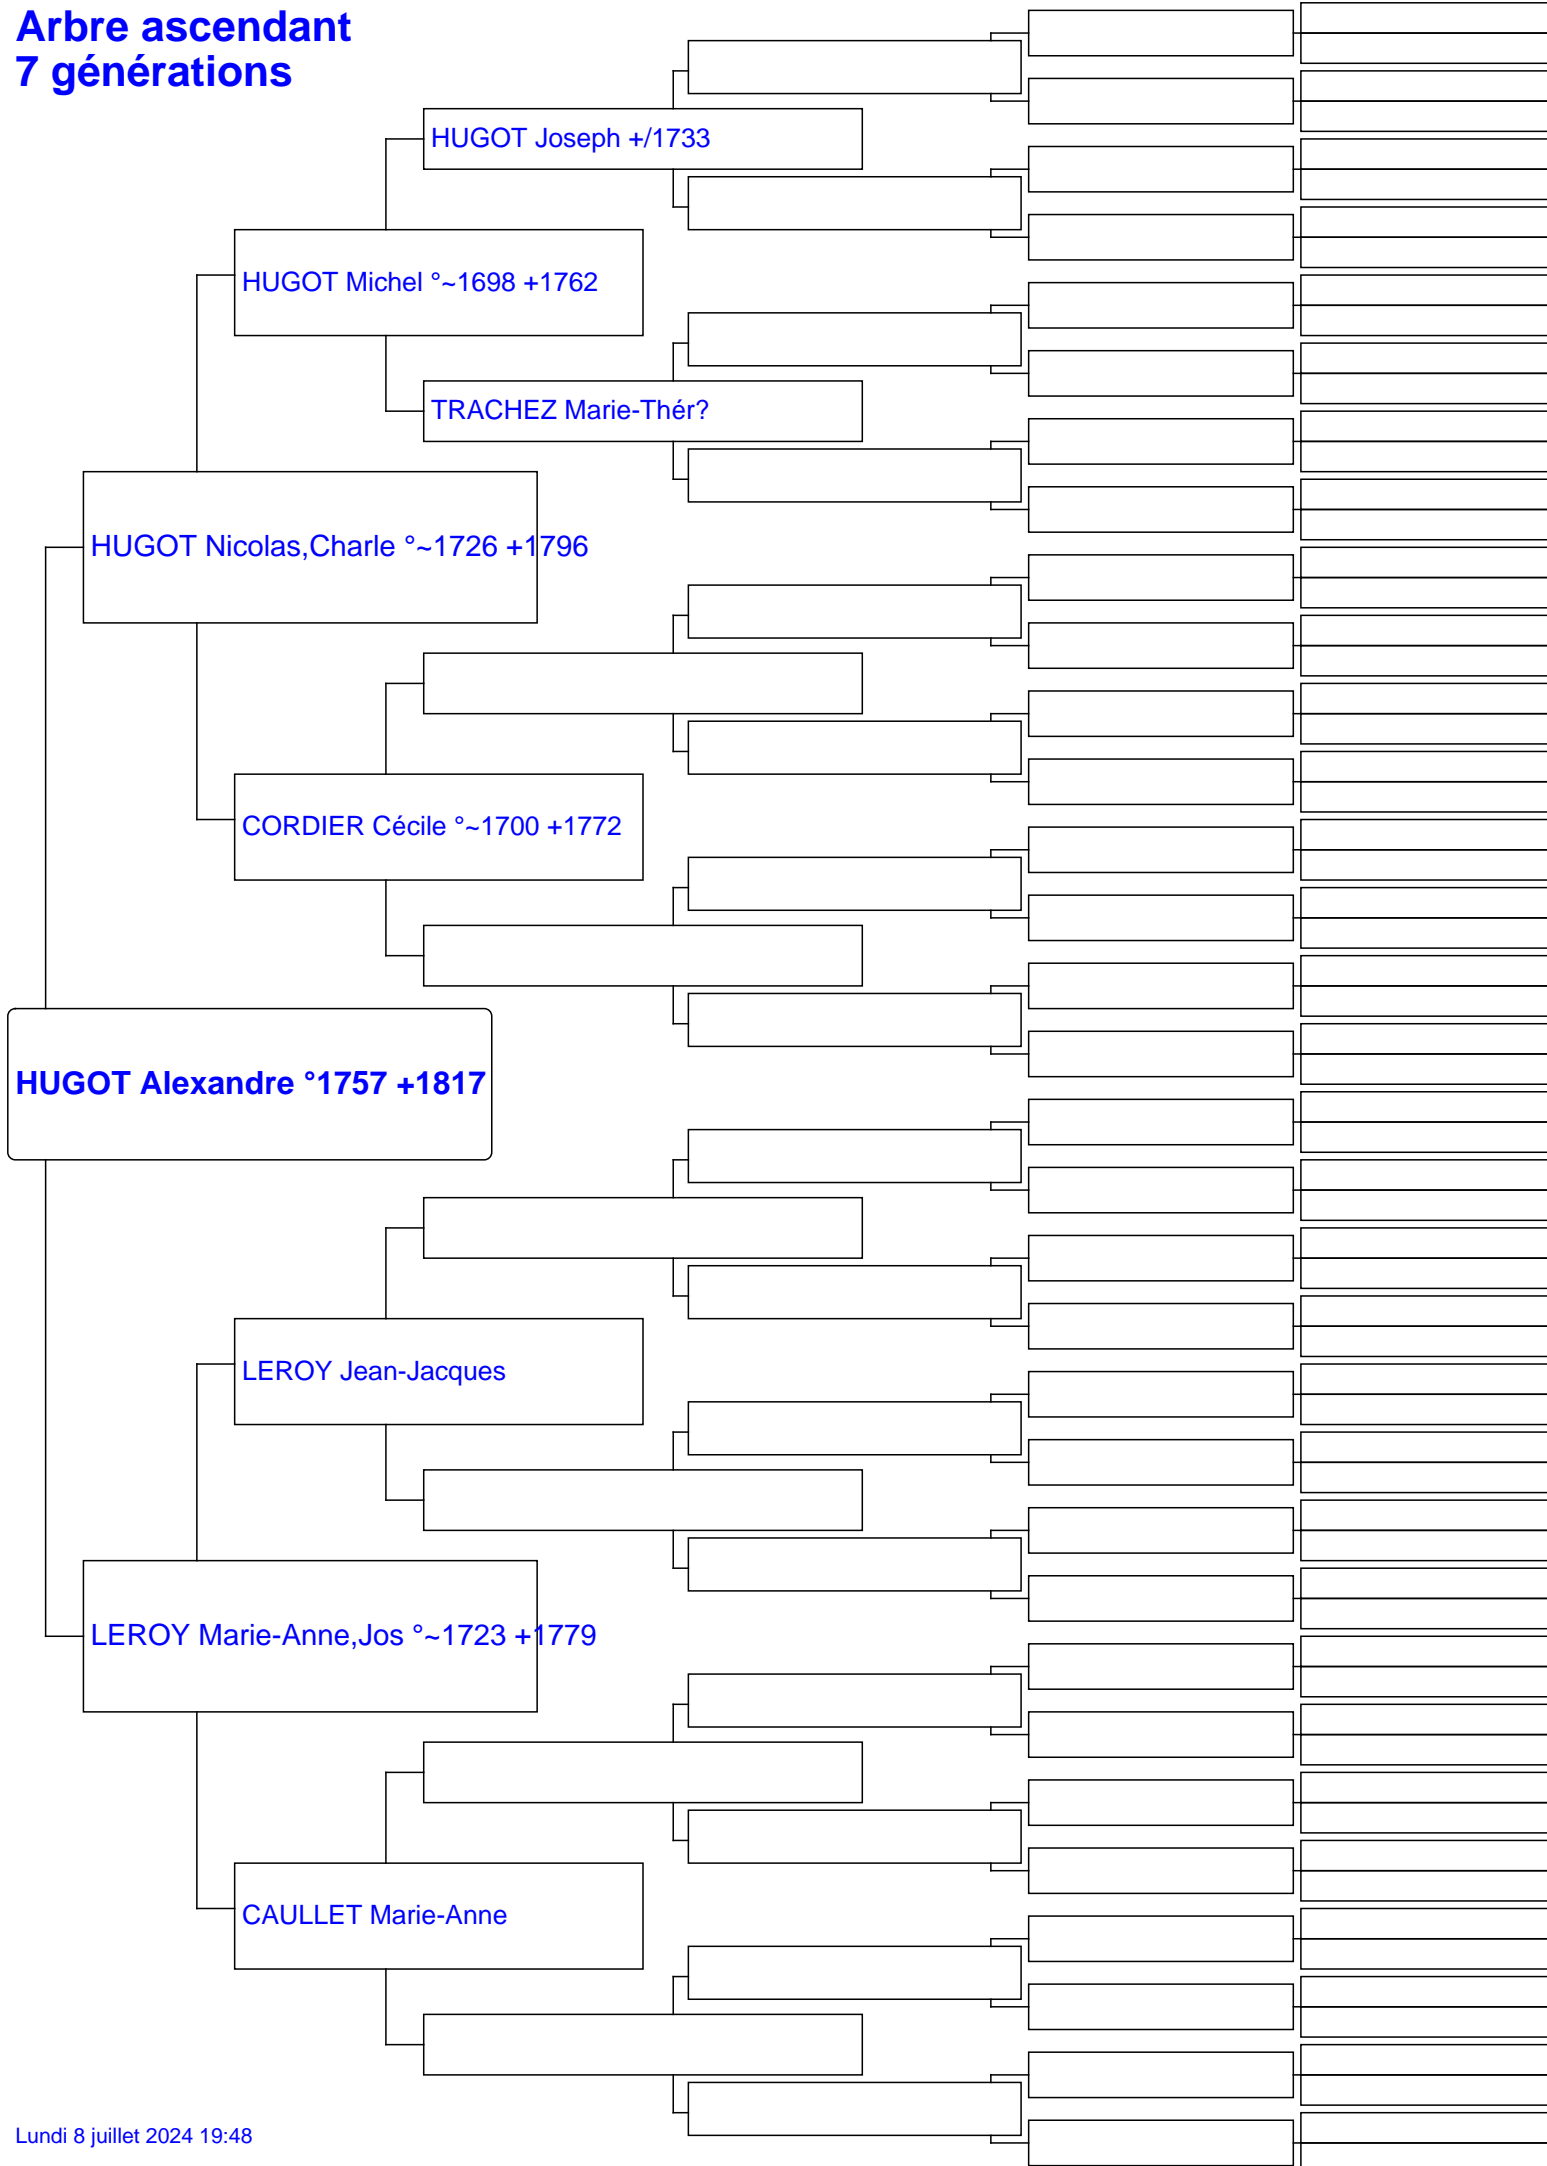 Arbre ascendant
7 générations
HUGOT Joseph +/1733
HUGOT Michel °~1698 +1762
TRACHEZ Marie-Thér?
HUGOT Nicolas,Charle °~1726 +1796
CORDIER Cécile °~1700 +1772
HUGOT Alexandre °1757 +1817
LEROY Jean-Jacques
LEROY Marie-Anne,Jos °~1723 +1779
CAULLET Marie-Anne
Lundi 8 juillet 2024 19:48